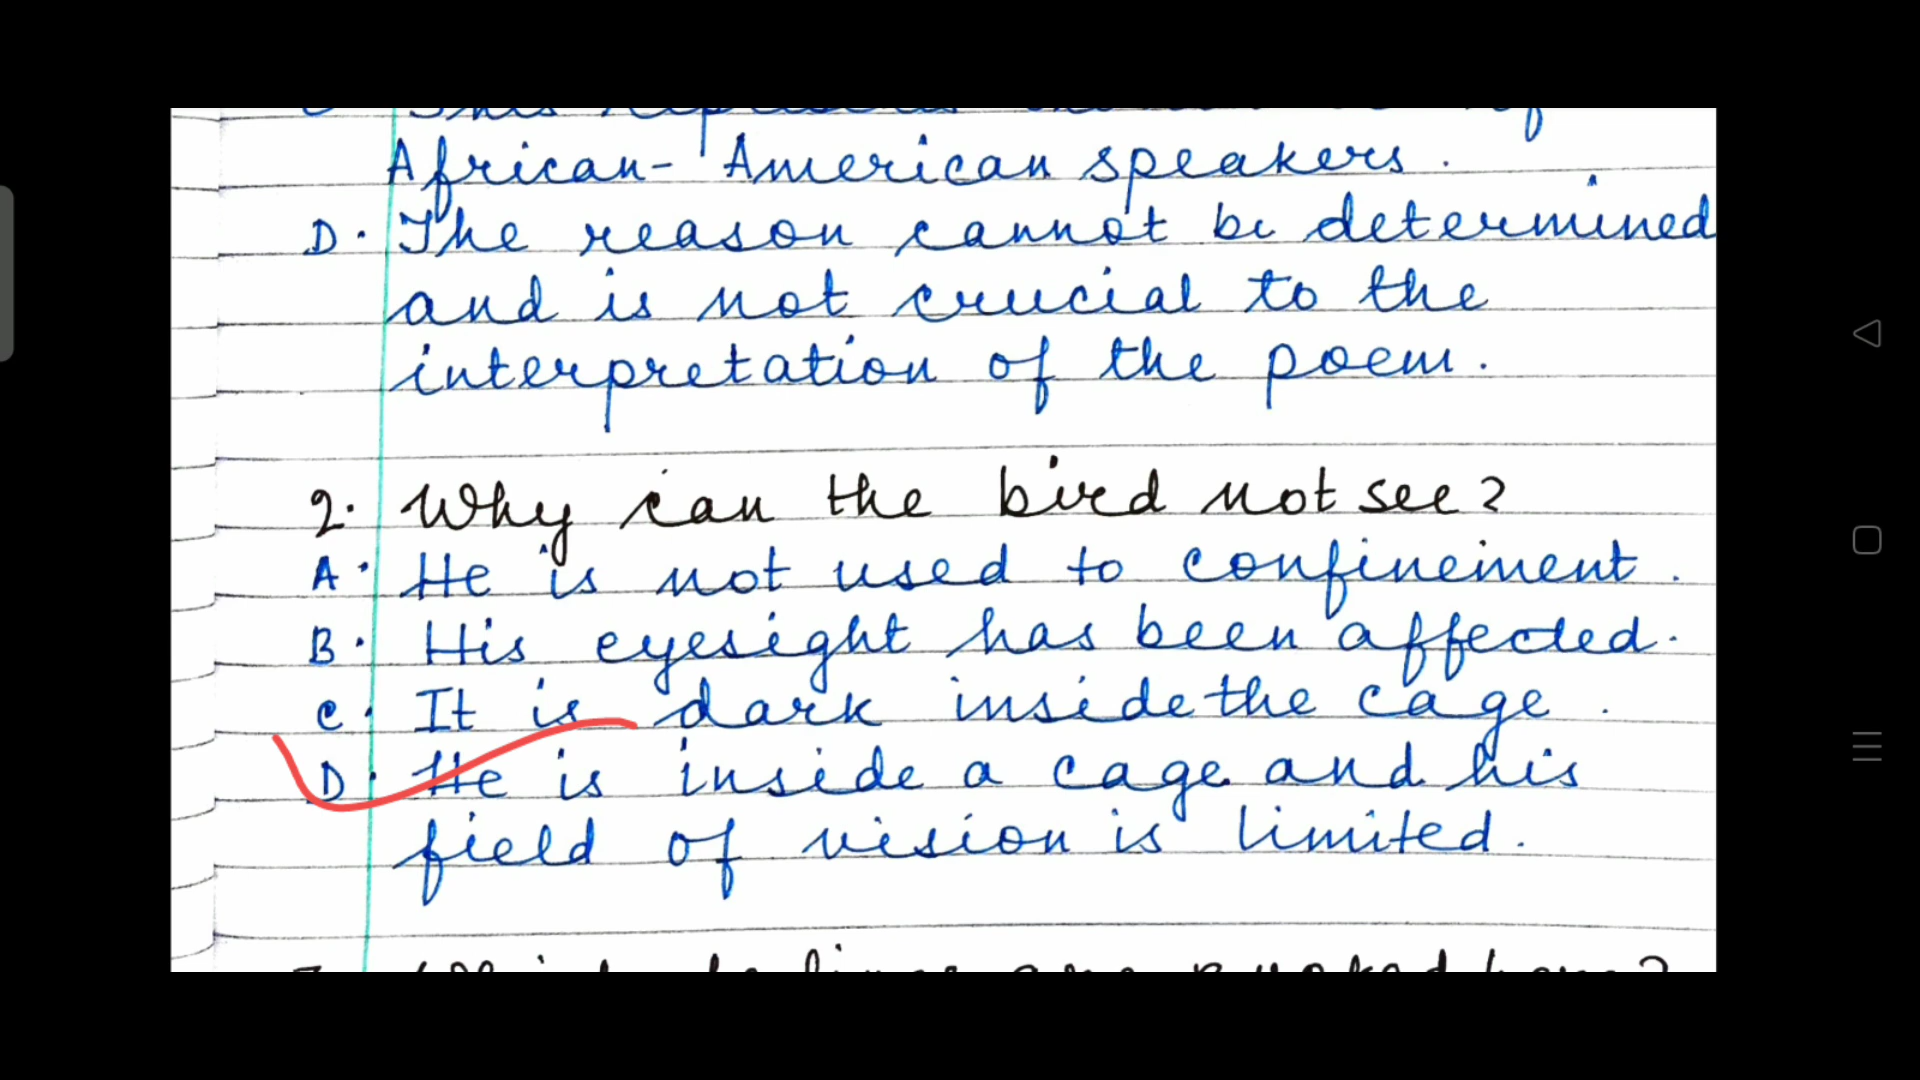 African- American speakers.
D. The reason cannot be determined
and is not crucial to the
interpretation of the poem.
2. Why can the bird not see?
A. He is not used to confinement.
B. His eyesight has been affected.
C. It is dark inside the cage.
D. He is inside a cage and his
field of vision is limited.